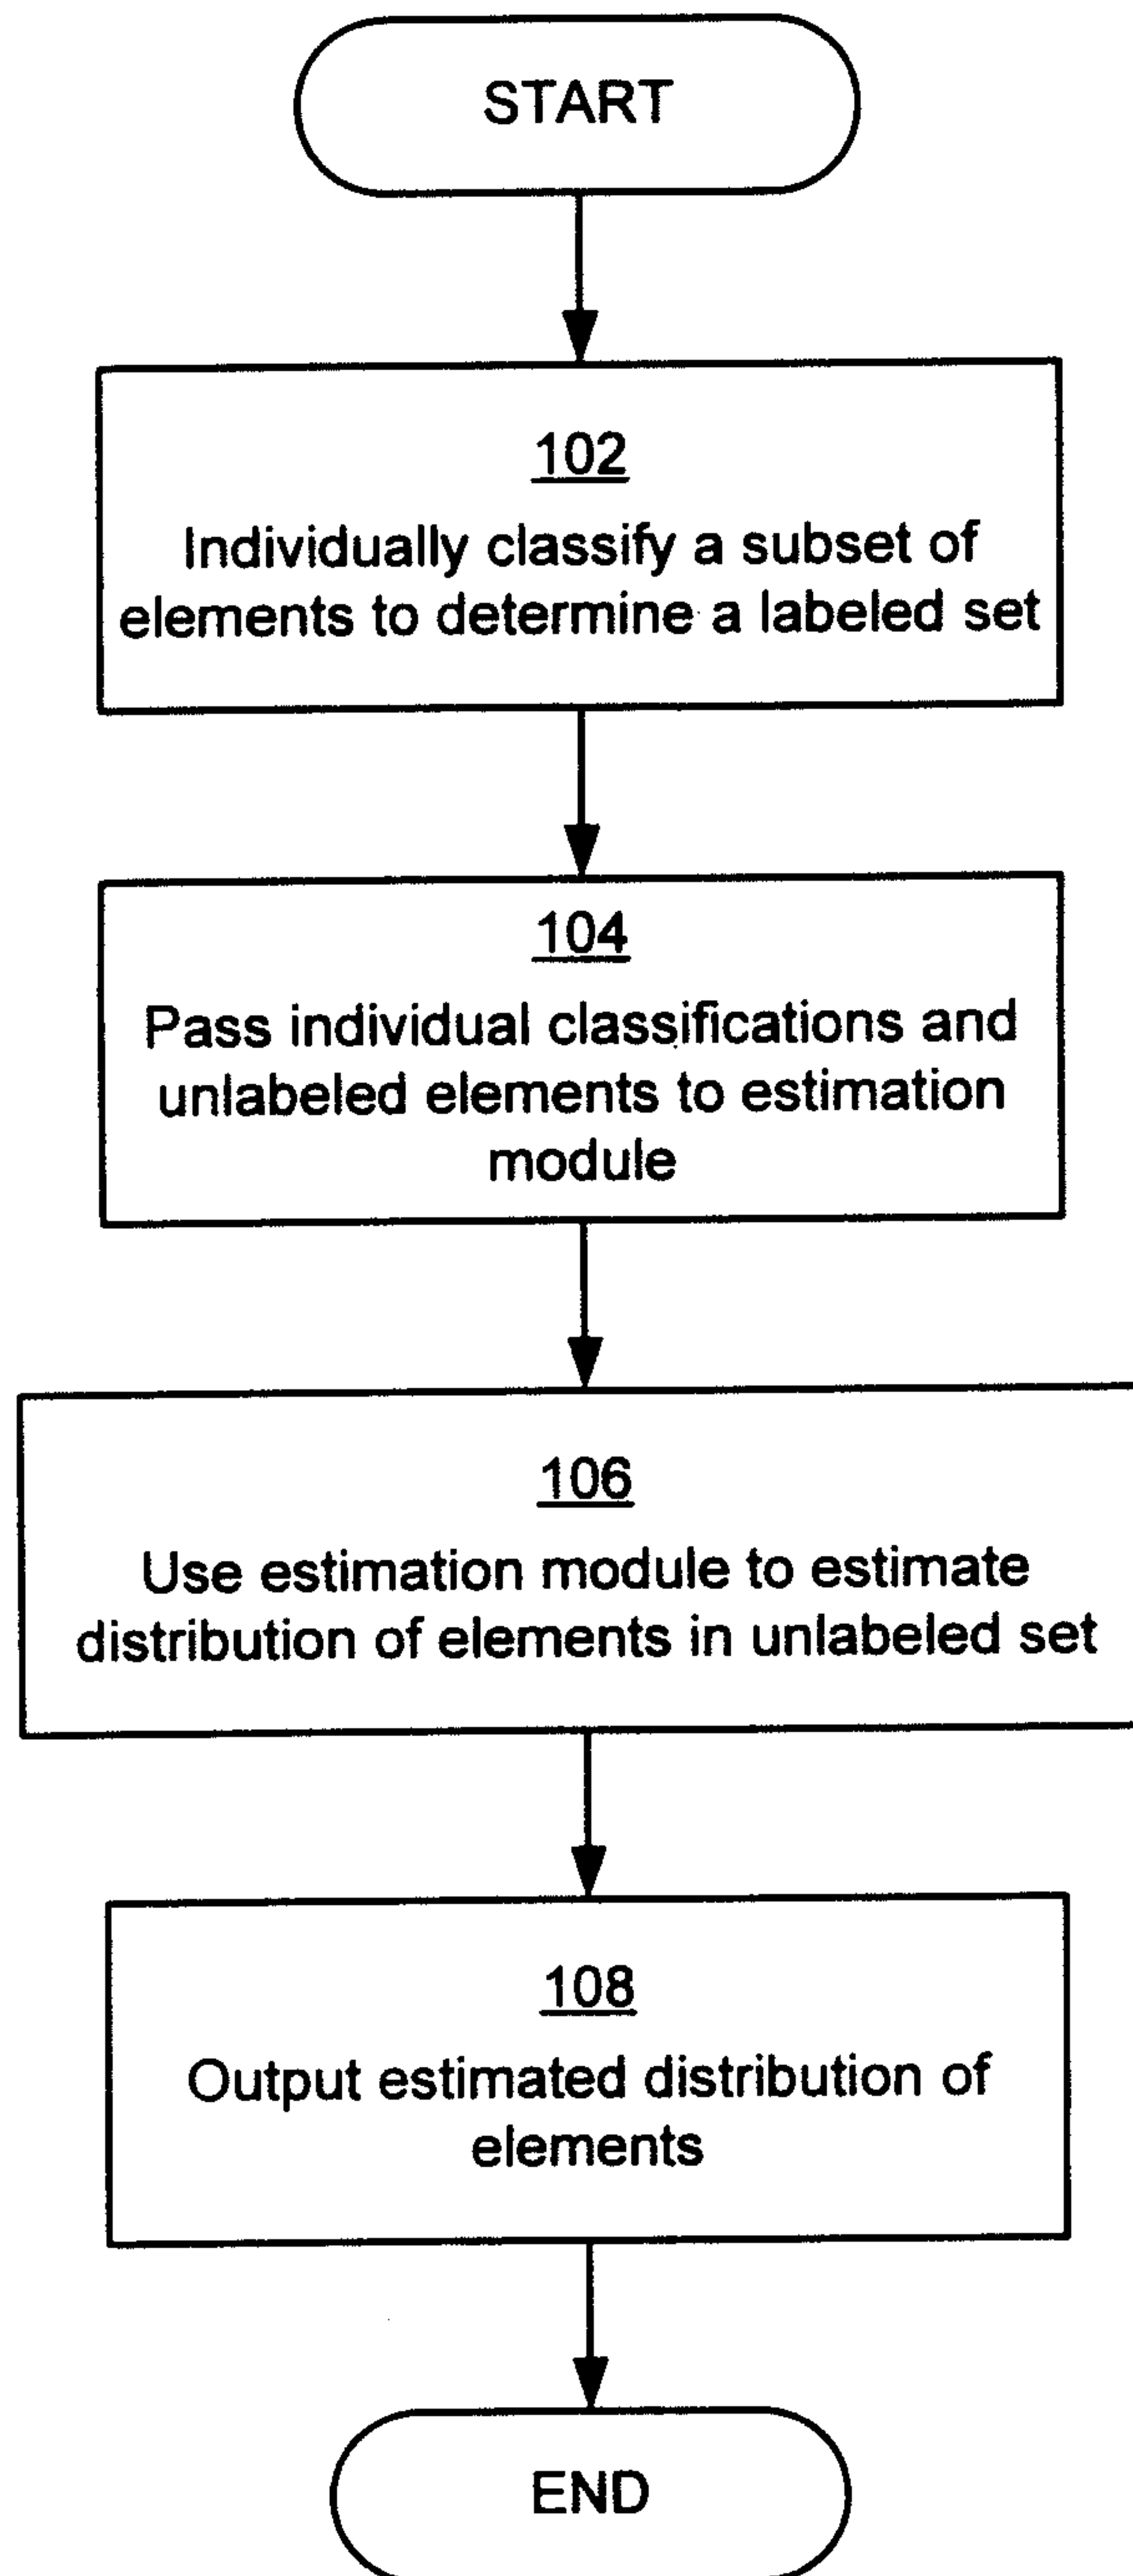 START
102
Individually classify a subset of
elements to determine a labeled set
104
Pass individual classifications and
unlabeled elements to estimation
module
106
Use estimation module to estimate
distribution of elements in unlabeled set
108
Output estimated distribution of
elements
END